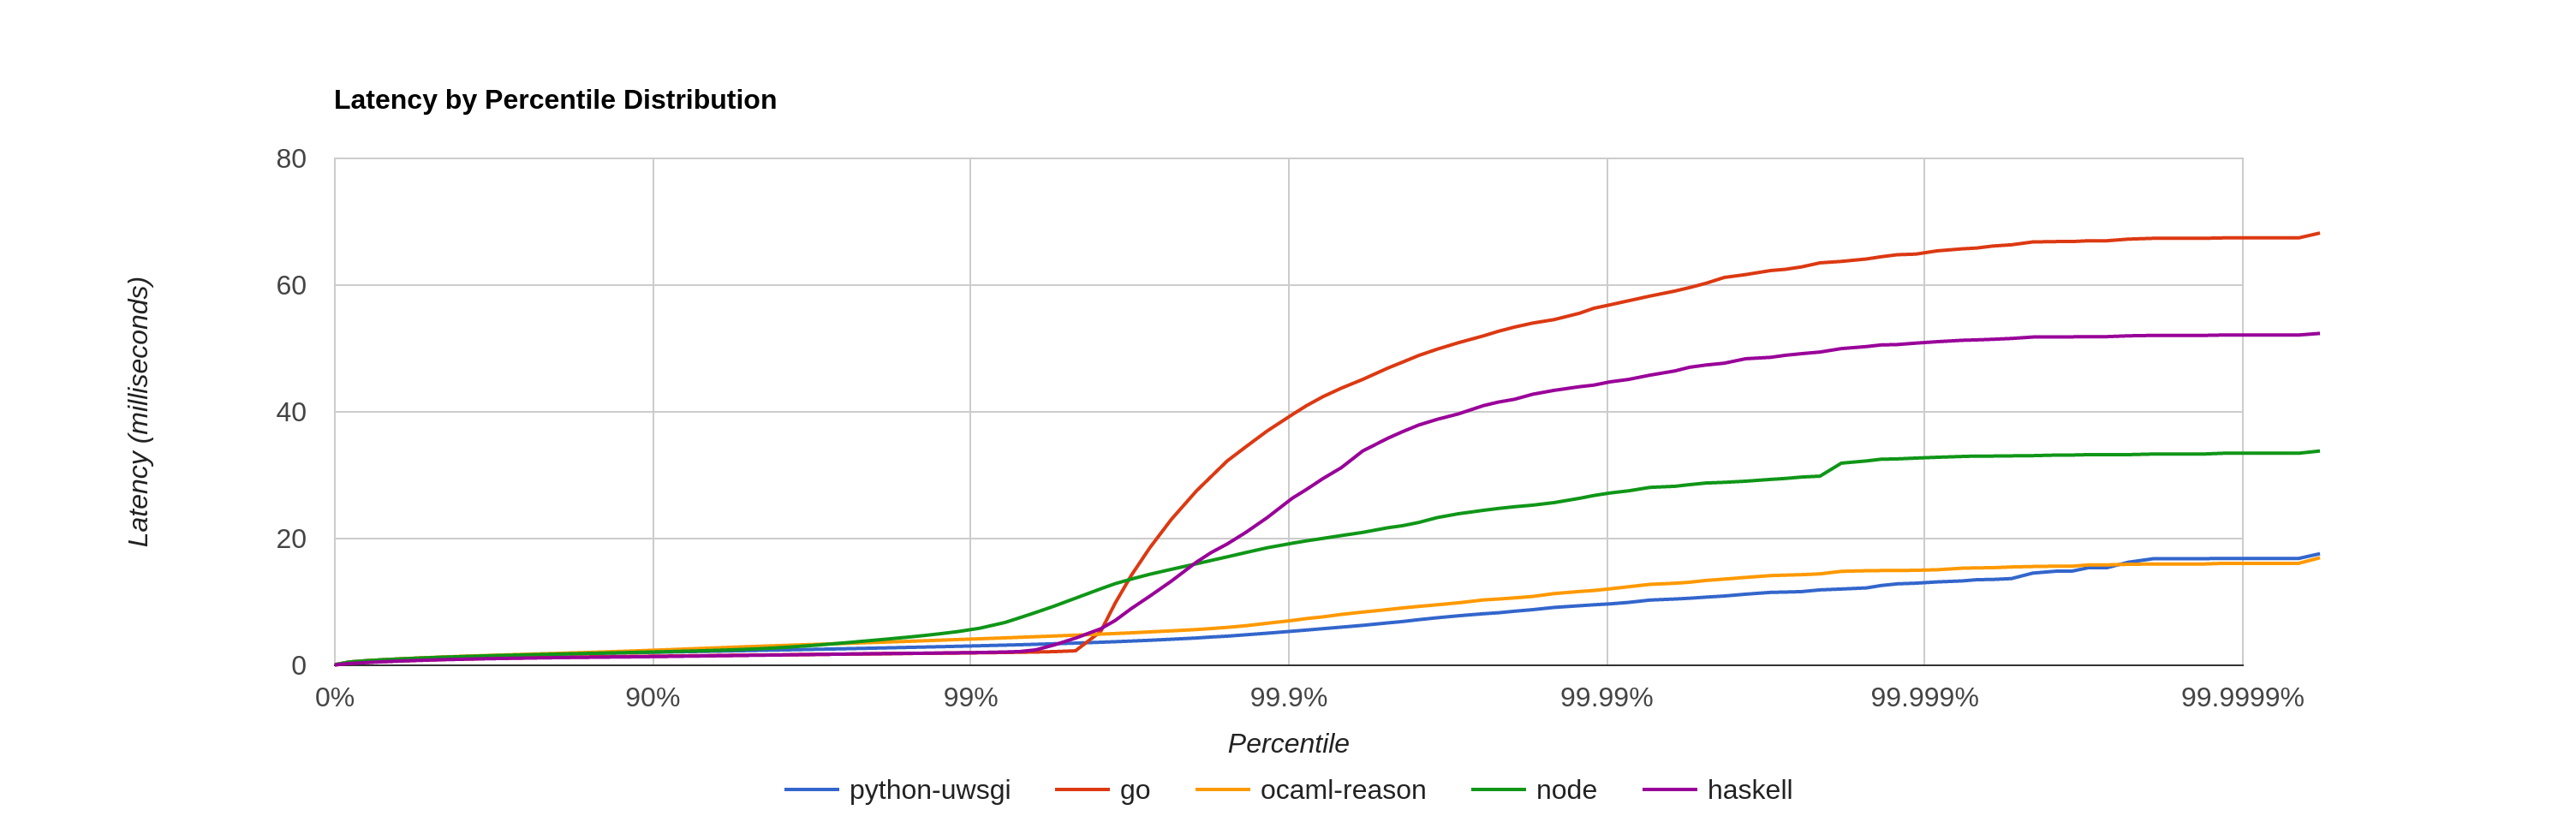 Latency by Percentile Distribution
80
60
40
20
0
Latency (milliseconds)
0% 90% 99% 99.9% 99.99% 99.999% 99.9999%
Percentile
python-uwsgi go ocaml-reason node haskell